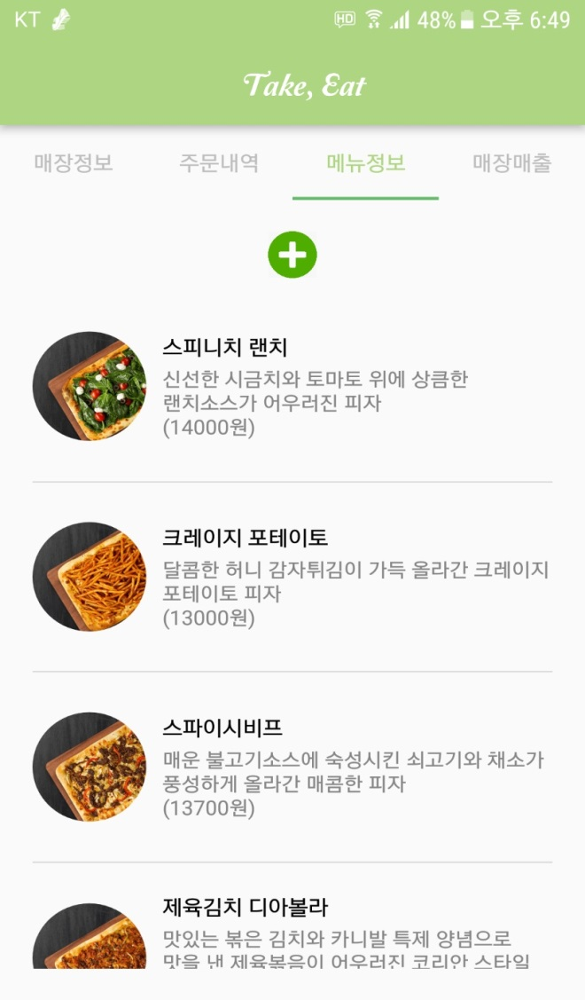 KT HD 48% 오후 6:49
Take, Eat
매장정보 주문내역 메뉴정보 매장매출
스피니치 랜치
신선한 시금치와 토마토 위에 상큼한
랜치소스가 어우러진 피자
(14000원)
크레이지 포테이토
달콤한 허니 감자튀김이 가득 올라간 크레이지
포테이토 피자
(13000원)
스파이시비프
매운 불고기소스에 숙성시킨 쇠고기와 채소가
풍성하게 올라간 매콤한 피자
(13700원)
제육김치 디아볼라
맛있는 볶은 김치와 카니발 특제 양념으로
맛을 낸 제육볶음이 어우러진 코리안 스타일